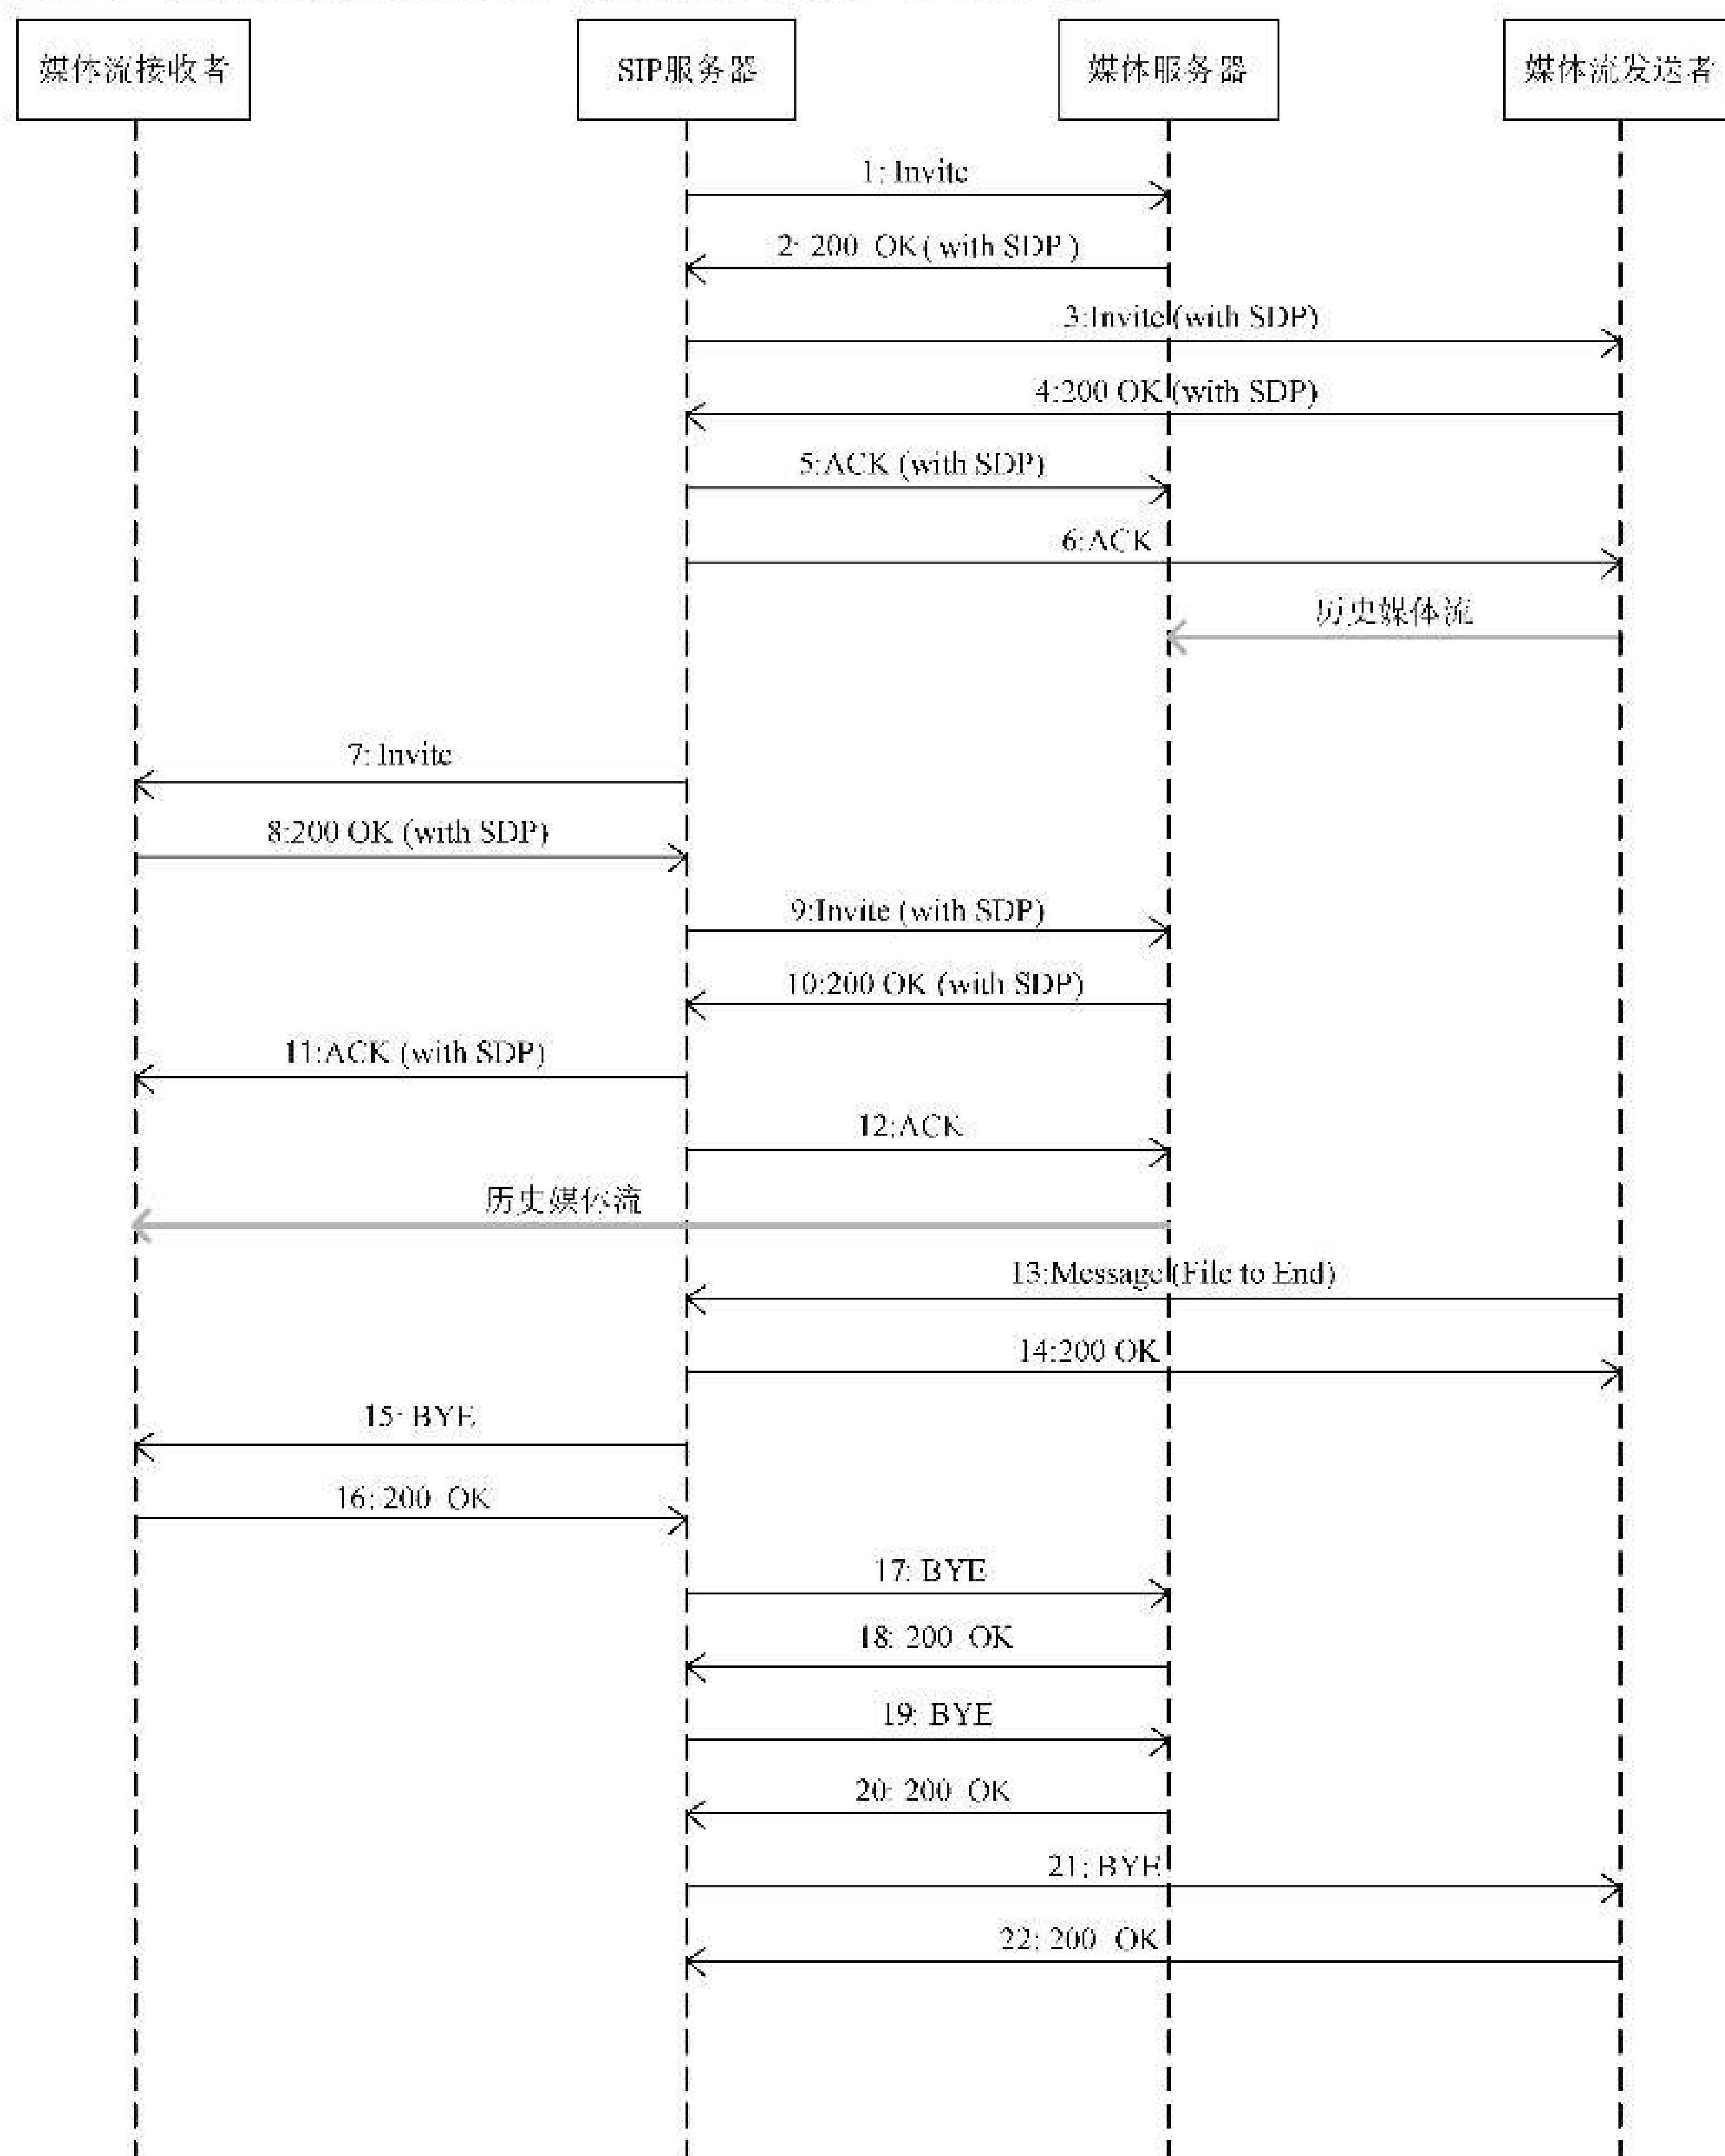 媒体流接收者
SIP服务器
媒体服务器
媒体流发送者
1: Invite
2: 200 OK ( with SDP )
3:Invite (with SDP)
4:200 OK (with SDP)
5:ACK (with SDP)
6:ACK
历史媒体流
7: Invite
8:200 OK (with SDP)
9:Invite (with SDP)
10:200 OK (with SDP)
11:ACK (with SDP)
12:ACK
历史媒体流
13:Message (File to End)
14:200 OK
15: BYE
16: 200 OK
17: BYE
18: 200 OK
19: BYE
20: 200 OK
21: BYE
22: 200 OK